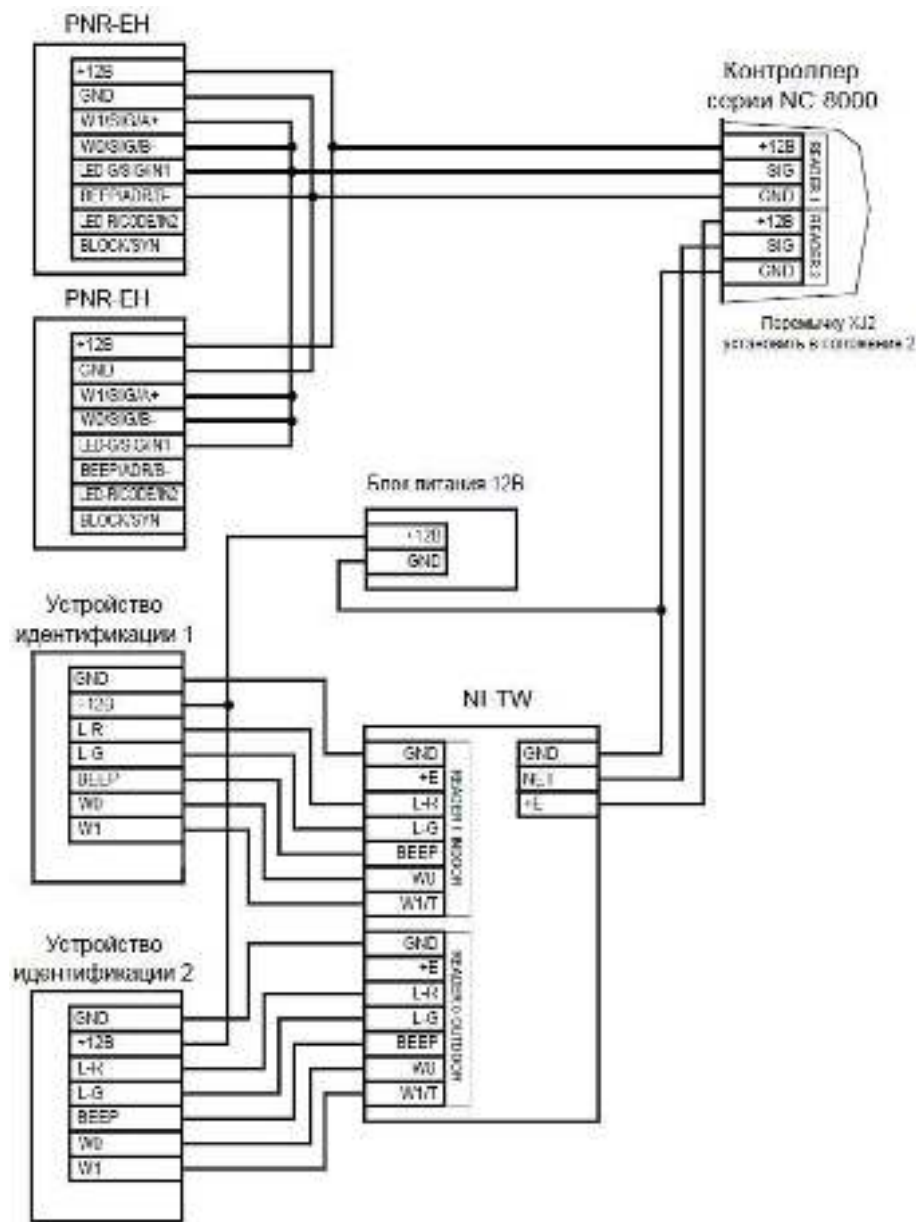 PNR-EH
+12В
GND
W1/SIG/A+
W0/SIG/B-
LED-G/SIG/IN1
BEEP/ADR/B-
LED-R/CODE/IN2
BLOCK/SYN
Контроллер
серии NC 8000
+12В
SIG
GND
READER 1
+12В
SIG
GND
READER 2
Перемычку XJ2
установить в положение 2
PNR-EH
+12В
GND
W1/SIG/A+
W0/SIG/B-
LED-G/SIG/IN1
BEEP/ADR/B-
LED-R/CODE/IN2
BLOCK/SYN
Блок питания 12В
+12В
GND
Устройство
идентификации 1
GND
+12В
L-R
L-G
BEEP
W0
W1
NI-TW
GND
+E
L-R
L-G
BEEP
W0
W1/T
READER 1 INDOOR
GND
NET
+E
GND
+E
L-R
L-G
BEEP
W0
W1/T
READER 0 OUTDOOR
Устройство
идентификации 2
GND
+12В
L-R
L-G
BEEP
W0
W1